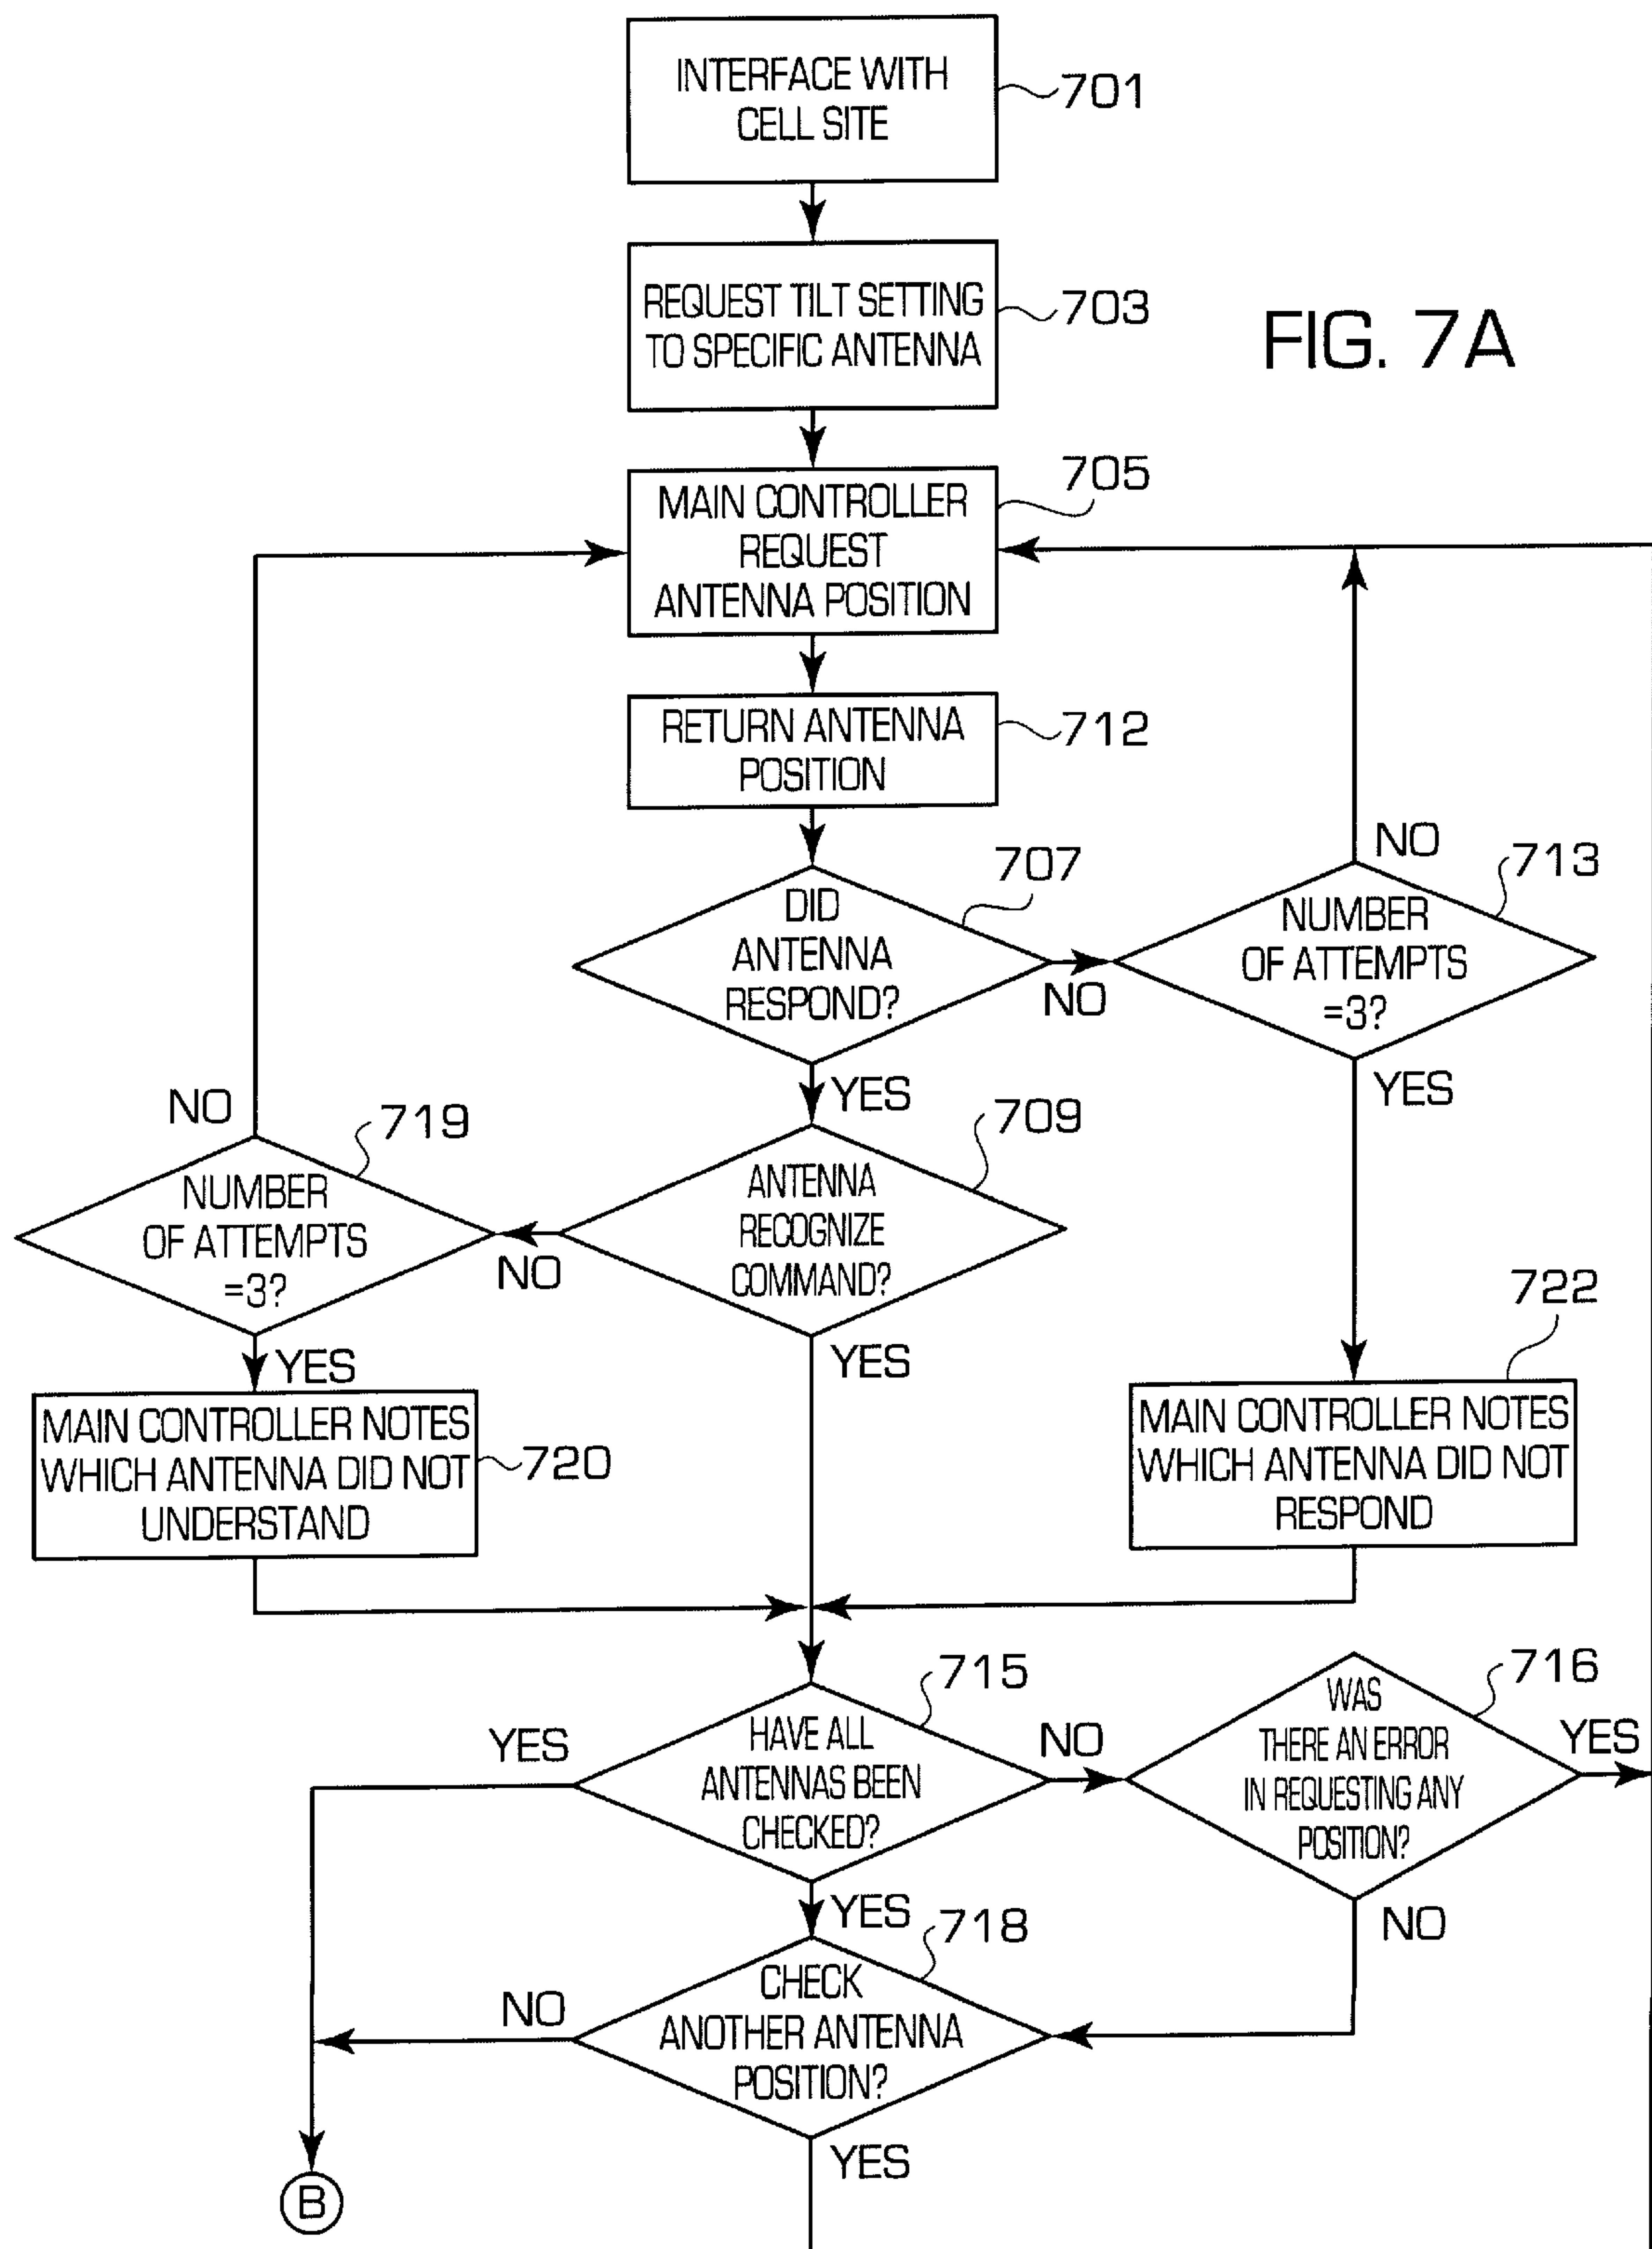 INTERFACE WITH
CELL SITE
701
REQUEST TILT SETTING
TO SPECIFIC ANTENNA
703
FIG. 7A
705
MAIN CONTROLLER
REQUEST
ANTENNA POSITION
RETURN ANTENNA
POSITION
712
707
DID
ANTENNA
RESPOND?
NO
NO
713
NUMBER
OF ATTEMPTS
=3?
YES
YES
709
ANTENNA
RECOGNIZE
COMMAND?
NO
YES
NO
719
NUMBER
OF ATTEMPTS
=3?
YES
MAIN CONTROLLER NOTES
WHICH ANTENNA DID NOT
UNDERSTAND
720
722
MAIN CONTROLLER NOTES
WHICH ANTENNA DID NOT
RESPOND
715
YES
HAVE ALL
ANTENNAS BEEN
CHECKED?
NO
716
WAS
THERE AN ERROR
IN REQUESTING ANY
POSITION?
YES
YES
NO
718
NO
CHECK
ANOTHER ANTENNA
POSITION?
YES
B